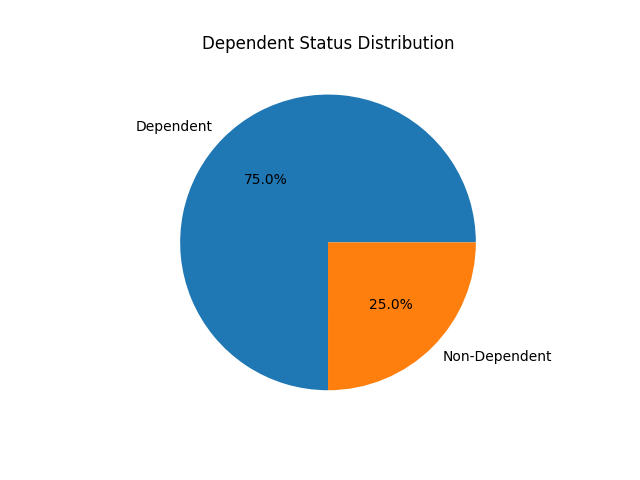 Dependent Status Distribution
Dependent
75.0%
25.0%
Non-Dependent